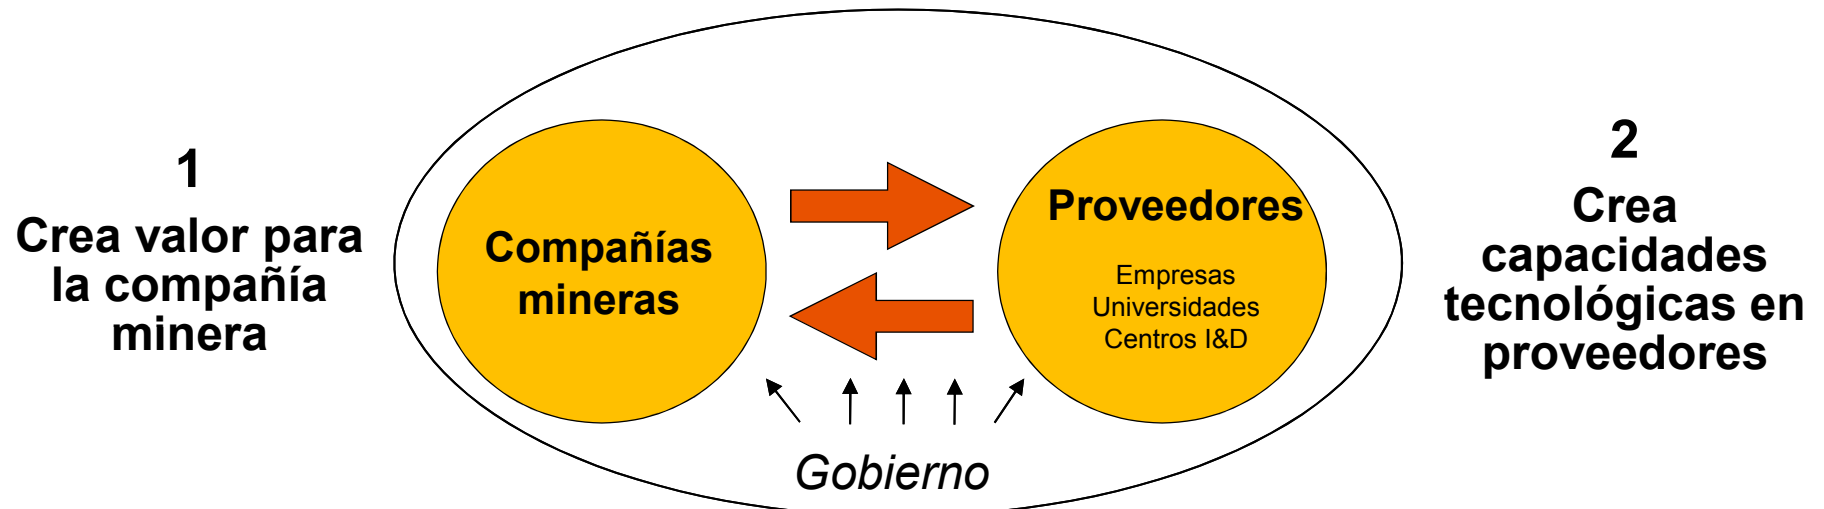 1
Crea valor para
la compañía
minera
Compañías
mineras
Proveedores
Empresas
Universidades
Centros I&D
Gobierno
2
Crea
capacidades
tecnológicas en
proveedores